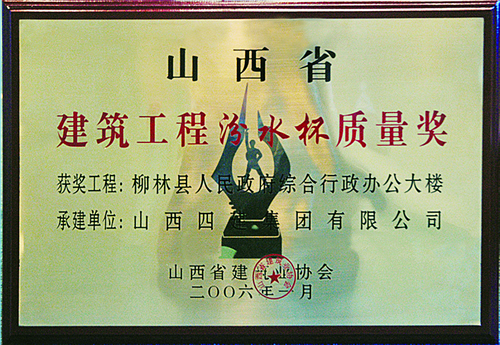 山西省
建筑工程汾水杯质量奖
获奖工程：柳林县人民政府综合行政办公大楼
承建单位：山西四建集团有限公司
山西省建筑业协会
二〇〇六年一月